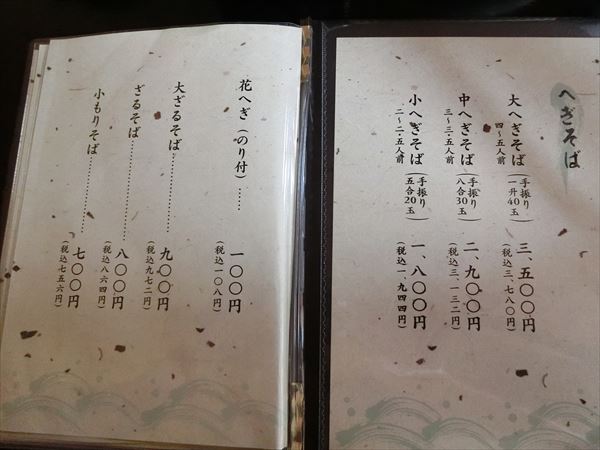 へぎそば
大へぎそば(手振り一升40玉) 三、五〇〇円
四〜五人前 (税込三、七八〇円)
中へぎそば(手振り八合30玉) 二、九〇〇円
三〜三・五人前 (税込三、一三二円)
小へぎそば(手振り五合20玉) 一、八〇〇円
二〜二・五人前 (税込一、九四四円)
花へぎ(のり付)…… 一〇〇円
(税込一〇八円)
大ざるそば…………… 九〇〇円
(税込九七二円)
ざるそば…………… 八〇〇円
(税込八六四円)
小もりそば………… 七〇〇円
(税込七五六円)